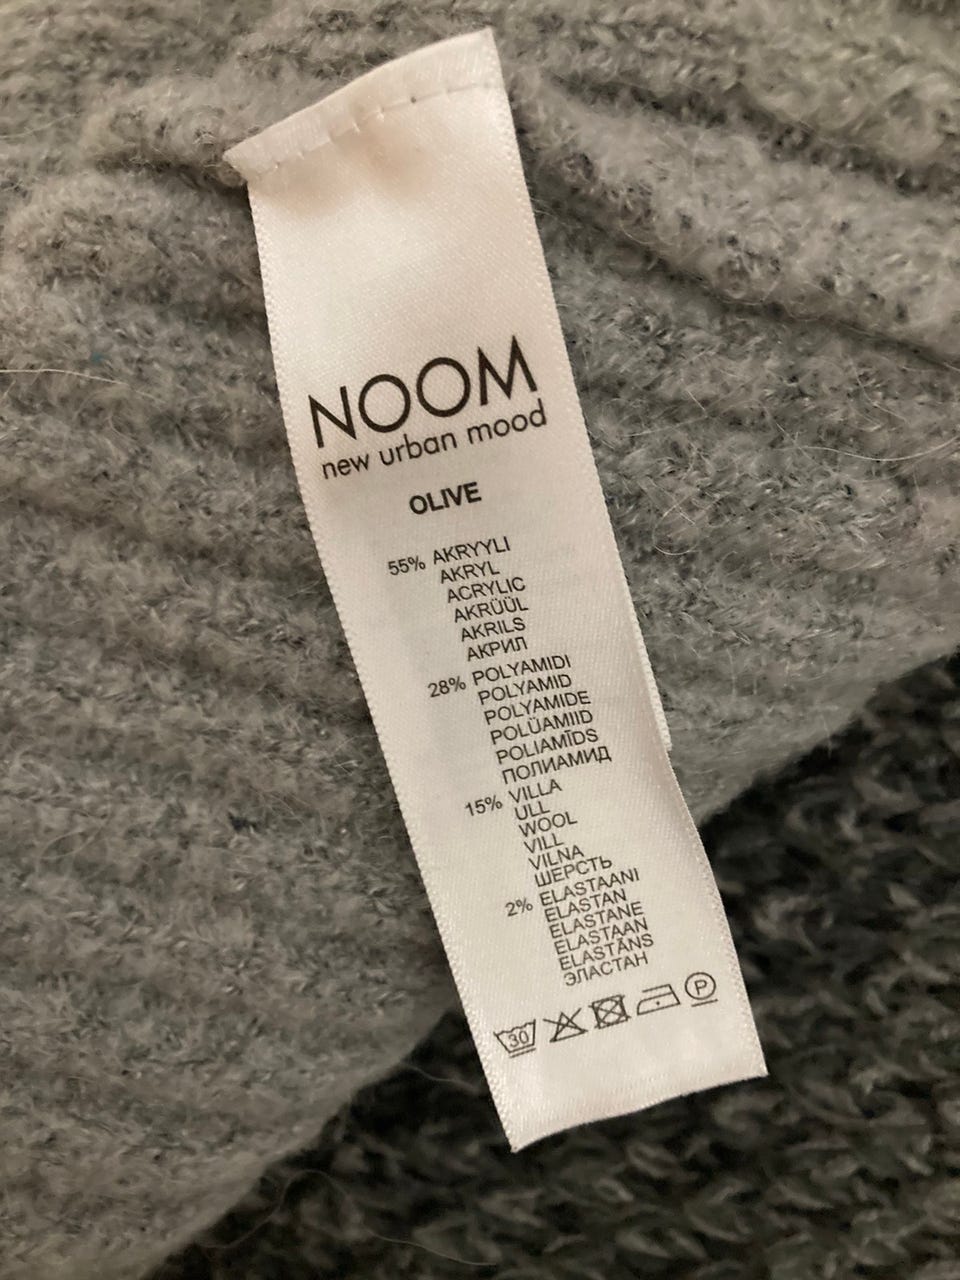 NOOM
new urban mood
OLIVE
55% AKRYYLI
AKRYL
ACRYLIC
AKRÜÜL
AKRILS
АКРИЛ
28% POLYAMIDI
POLYAMID
POLYAMIDE
POLÜAMIID
POLIAMĪDS
ПОЛИАМИД
15% VILLA
ULL
WOOL
VILL
VILNA
ШЕРСТЬ
2% ELASTAANI
ELASTAN
ELASTANE
ELASTAAN
ELASTĀNS
ЭЛАСТАН
30 P